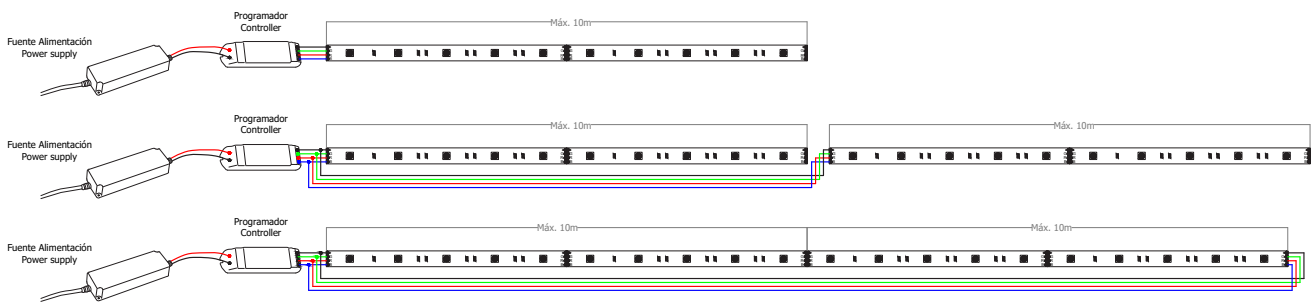 Programador
Controller
Máx. 10m
Fuente Alimentación
Power supply
Programador
Controller
Máx. 10m
Máx. 10m
Fuente Alimentación
Power supply
Programador
Controller
Máx. 10m
Máx. 10m
Fuente Alimentación
Power supply